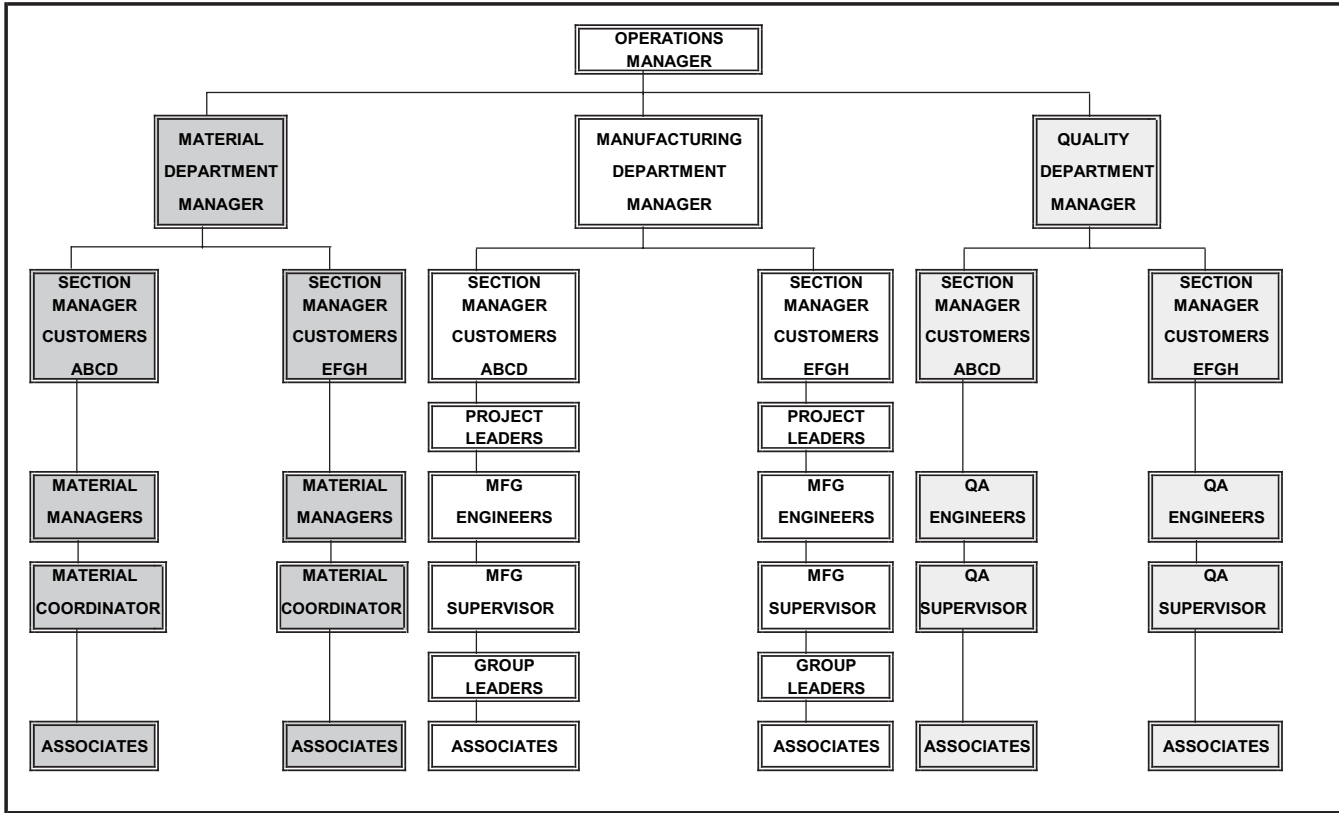 OPERATIONS
MANAGER
MATERIAL
DEPARTMENT
MANAGER
MANUFACTURING
DEPARTMENT
MANAGER
QUALITY
DEPARTMENT
MANAGER
SECTION
MANAGER
CUSTOMERS
ABCD
SECTION
MANAGER
CUSTOMERS
EFGH
SECTION
MANAGER
CUSTOMERS
ABCD
SECTION
MANAGER
CUSTOMERS
EFGH
SECTION
MANAGER
CUSTOMERS
ABCD
SECTION
MANAGER
CUSTOMERS
EFGH
PROJECT
LEADERS
PROJECT
LEADERS
MATERIAL
MANAGERS
MATERIAL
MANAGERS
MFG
ENGINEERS
MFG
ENGINEERS
QA
ENGINEERS
QA
ENGINEERS
MATERIAL
COORDINATOR
MATERIAL
COORDINATOR
MFG
SUPERVISOR
MFG
SUPERVISOR
QA
SUPERVISOR
QA
SUPERVISOR
GROUP
LEADERS
GROUP
LEADERS
ASSOCIATES
ASSOCIATES
ASSOCIATES
ASSOCIATES
ASSOCIATES
ASSOCIATES